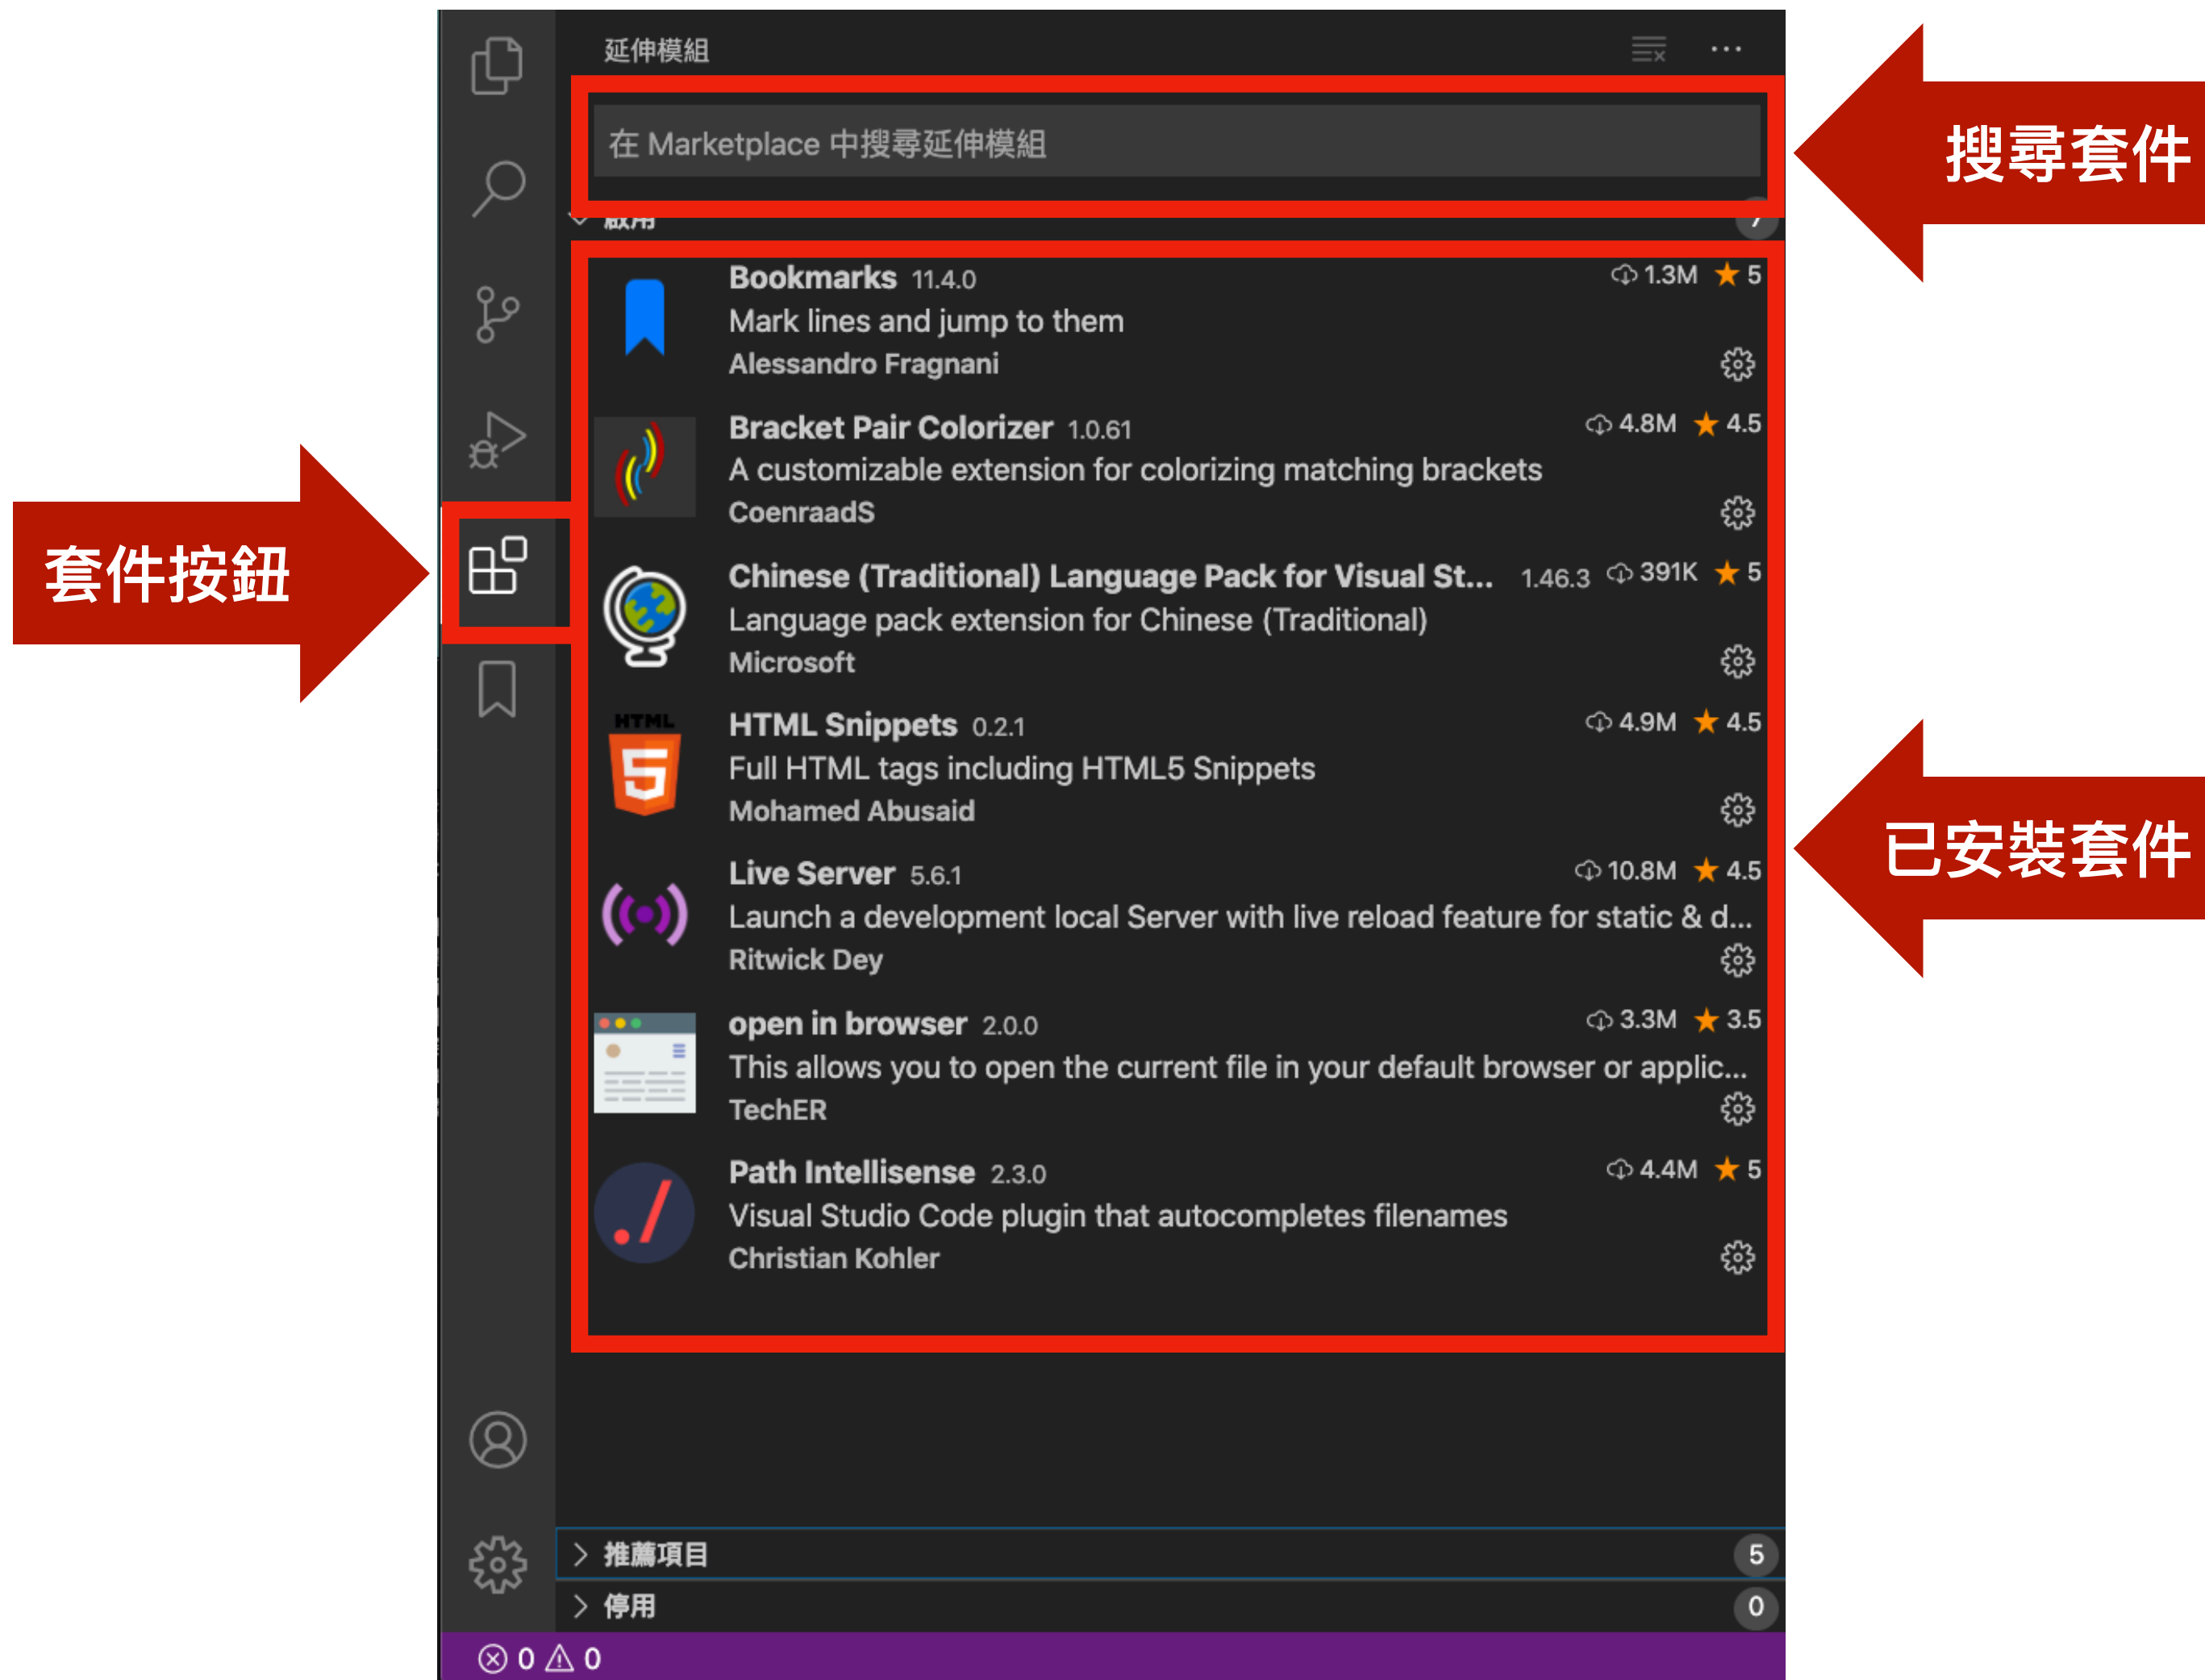 延伸模組
在 Marketplace 中搜尋延伸模組
搜尋套件
啟用 7
Bookmarks 11.4.0 1.3M ★ 5
Mark lines and jump to them
Alessandro Fragnani
Bracket Pair Colorizer 1.0.61 4.8M ★ 4.5
A customizable extension for colorizing matching brackets
CoenraadS
套件按鈕
Chinese (Traditional) Language Pack for Visual St... 1.46.3 391K ★ 5
Language pack extension for Chinese (Traditional)
Microsoft
HTML
HTML Snippets 0.2.1 4.9M ★ 4.5
Full HTML tags including HTML5 Snippets
Mohamed Abusaid
已安裝套件
Live Server 5.6.1 10.8M ★ 4.5
Launch a development local Server with live reload feature for static & d...
Ritwick Dey
open in browser 2.0.0 3.3M ★ 3.5
This allows you to open the current file in your default browser or applic...
TechER
./
Path Intellisense 2.3.0 4.4M ★ 5
Visual Studio Code plugin that autocompletes filenames
Christian Kohler
推薦項目 5
停用 0
0 0